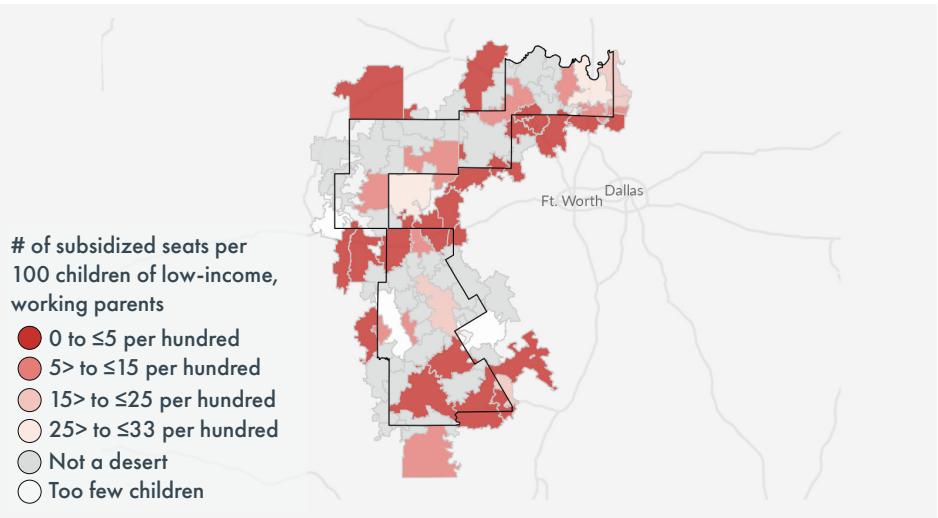 Dallas
Ft. Worth
# of subsidized seats per
100 children of low-income,
working parents
0 to ≤5 per hundred
5> to ≤15 per hundred
15> to ≤25 per hundred
25> to ≤33 per hundred
Not a desert
Too few children